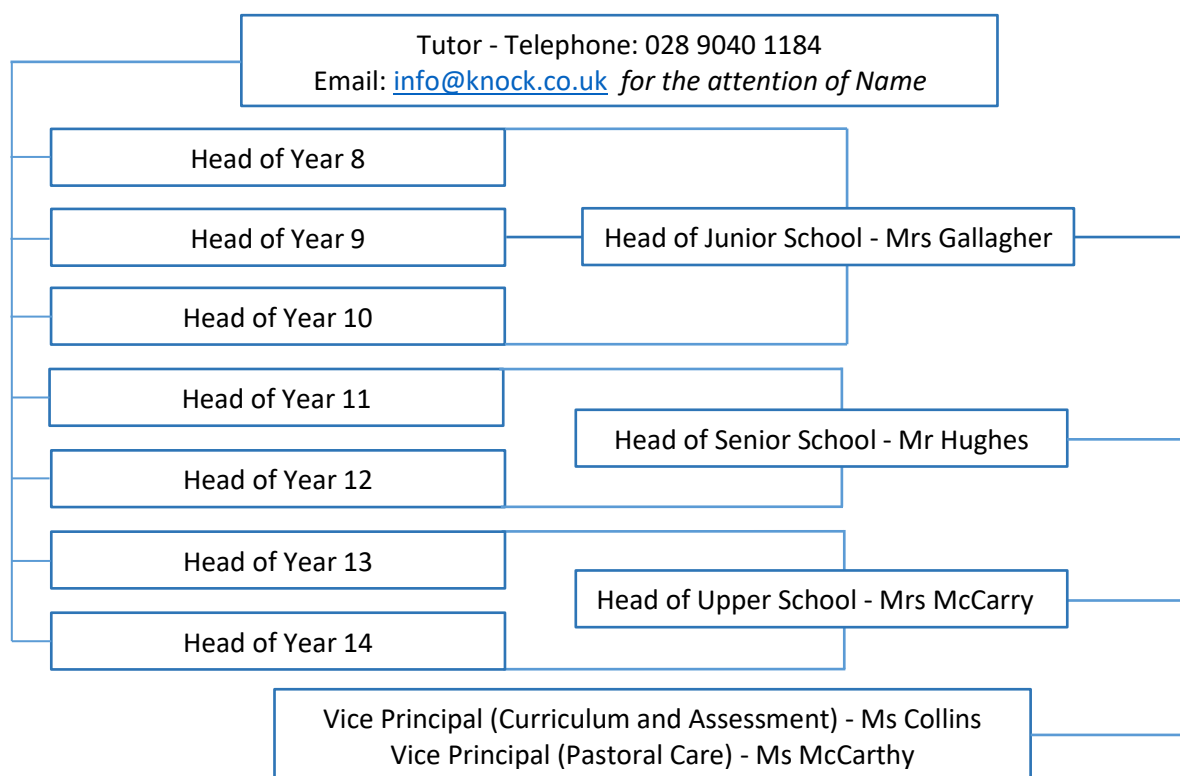 Tutor - Telephone: 028 9040 1184
Email: info@knock.co.uk for the attention of Name
Head of Year 8
Head of Year 9
Head of Junior School - Mrs Gallagher
Head of Year 10
Head of Year 11
Head of Senior School - Mr Hughes
Head of Year 12
Head of Year 13
Head of Upper School - Mrs McCarry
Head of Year 14
Vice Principal (Curriculum and Assessment) - Ms Collins
Vice Principal (Pastoral Care) - Ms McCarthy